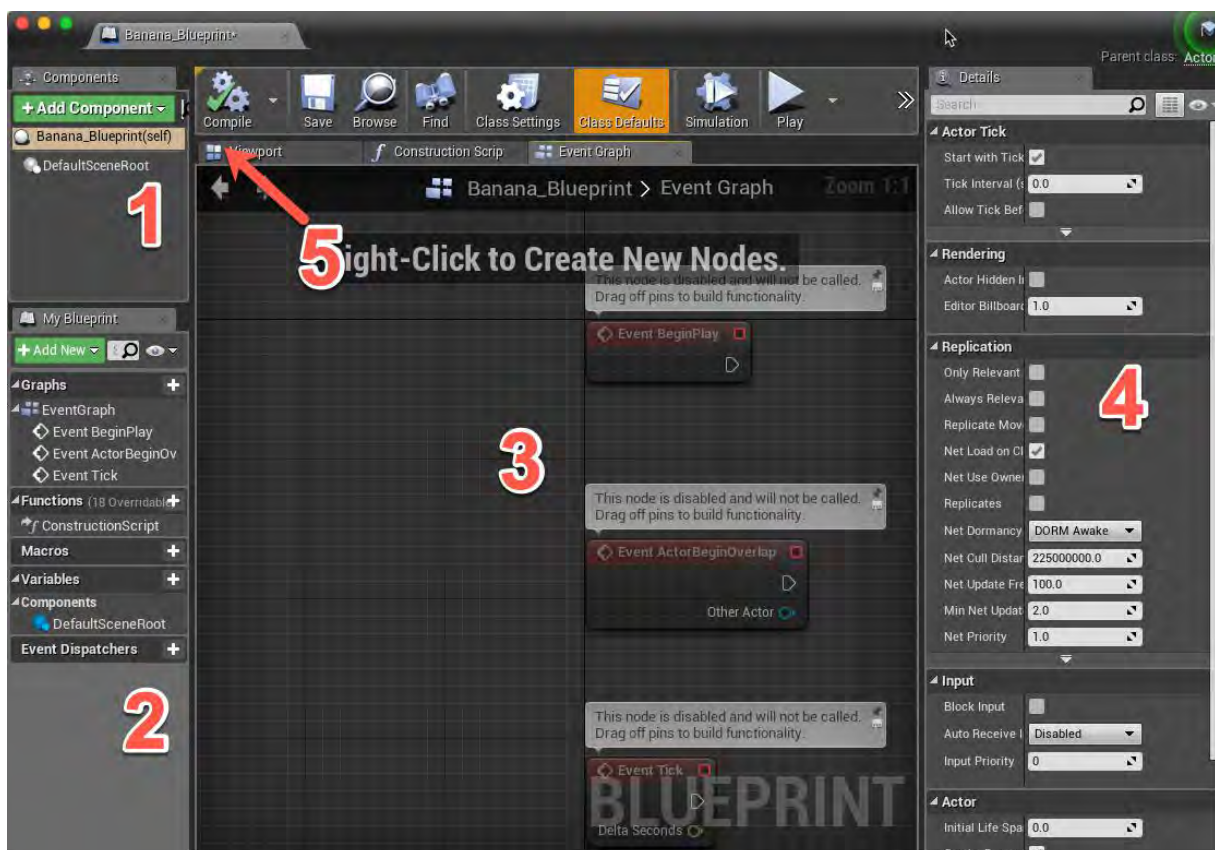 Banana_Blueprint*
Parent class: Actor
Components
+ Add Component
Banana_Blueprint(self)
DefaultSceneRoot
1
Compile
Save
Browse
Find
Class Settings
Class Defaults
Simulation
Play
»
Viewport
f Construction Scrip
Event Graph
Banana_Blueprint > Event Graph
Zoom 1:1
5
ight-Click to Create New Nodes.
This node is disabled and will not be called.
Drag off pins to build functionality.
Event BeginPlay
3
This node is disabled and will not be called.
Drag off pins to build functionality.
Event ActorBeginOverlap
Other Actor
This node is disabled and will not be called.
Drag off pins to build functionality.
Event Tick
Delta Seconds
BLUEPRINT
My Blueprint
+ Add New
Graphs +
EventGraph
Event BeginPlay
Event ActorBeginOv
Event Tick
Functions (18 Overridabl +
f ConstructionScript
Macros +
Variables +
Components
DefaultSceneRoot
Event Dispatchers +
2
Details
Search
Actor Tick
Start with Tick
Tick Interval (s 0.0
Allow Tick Bef
Rendering
Actor Hidden I
Editor Billboard 1.0
Replication
Only Relevant
Always Releva
Replicate Mov
Net Load on Cl
Net Use Owner
Replicates
Net Dormancy DORM Awake
Net Cull Distan 225000000.0
Net Update Fre 100.0
Min Net Updat 2.0
Net Priority 1.0
4
Input
Block Input
Auto Receive I Disabled
Input Priority 0
Actor
Initial Life Spa 0.0